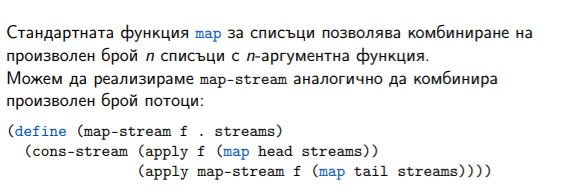 Стандартната функция map за списъци позволява комбиниране на
произволен брой n списъци с n-аргументна функция.
Можем да реализираме map-stream аналогично да комбинира
произволен брой потоци:
(define (map-stream f . streams)
  (cons-stream (apply f (map head streams))
               (apply map-stream f (map tail streams))))